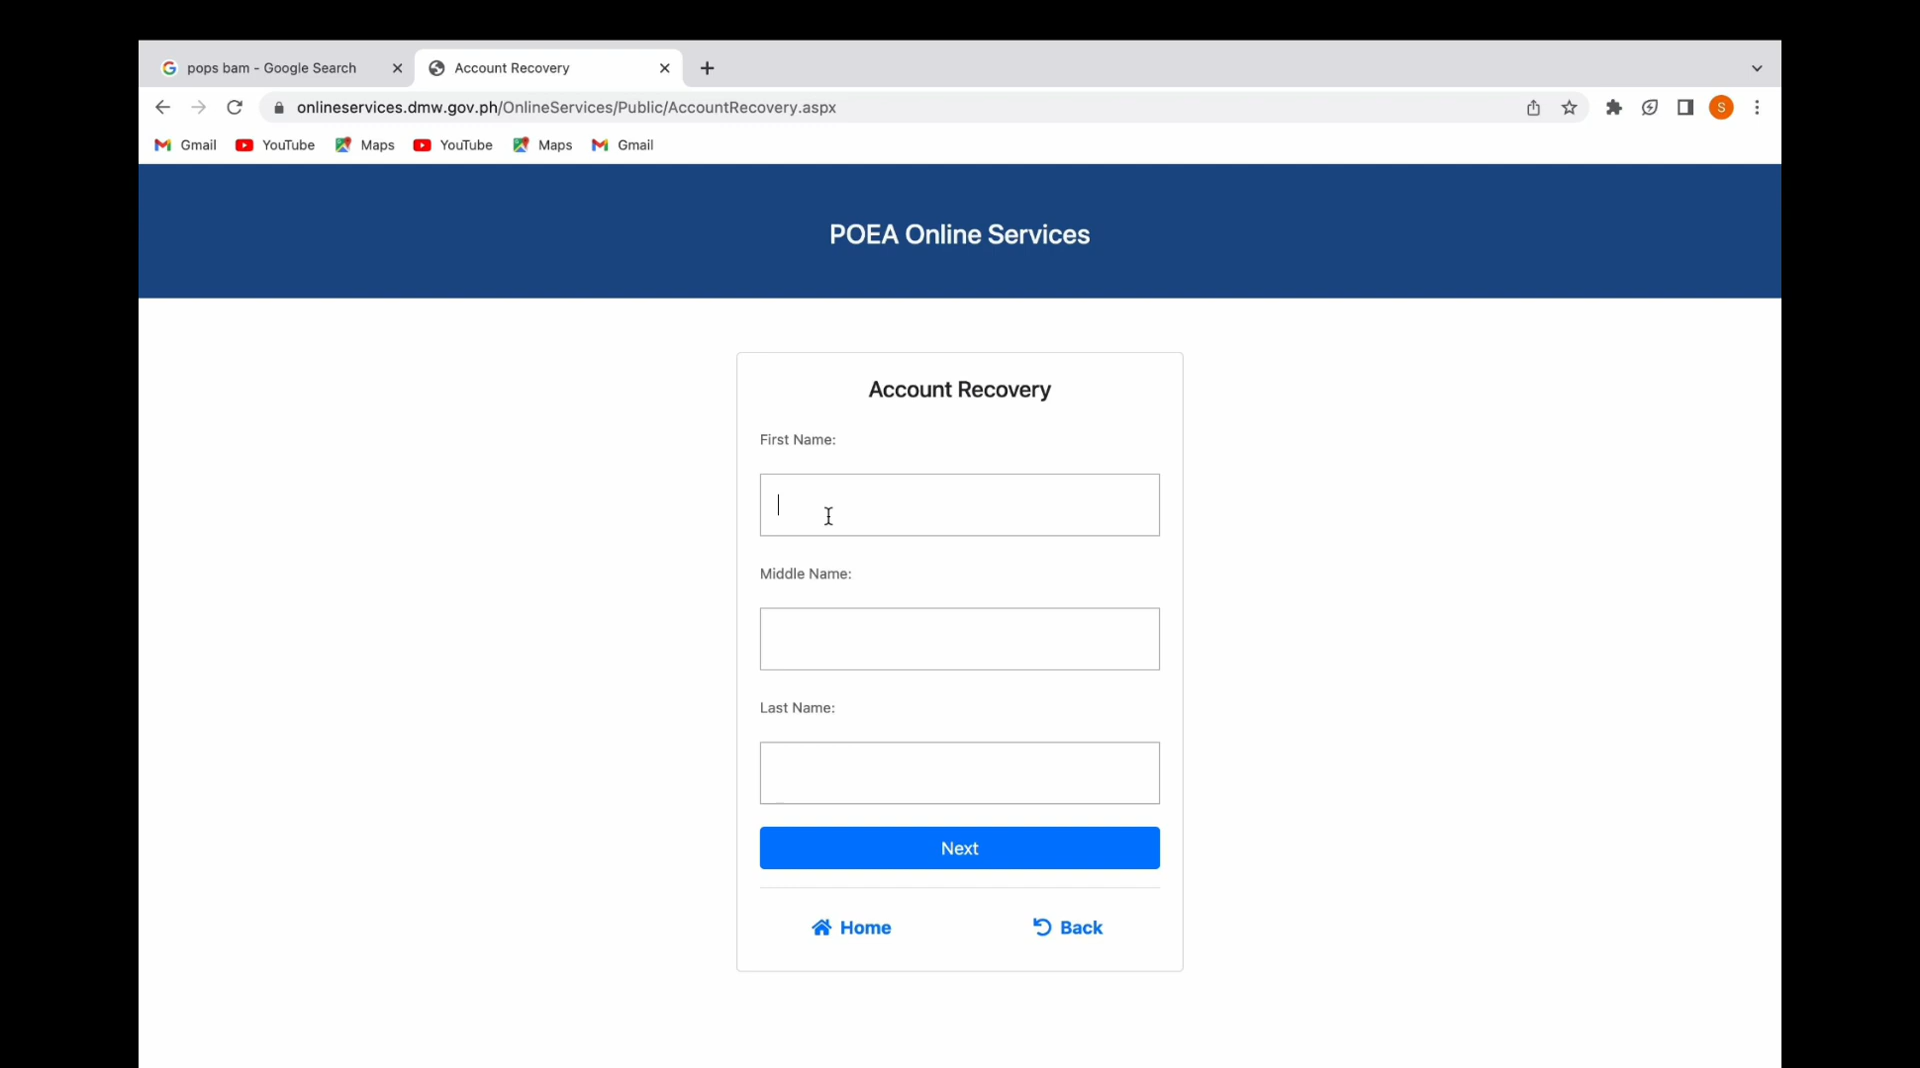 pops bam - Google Search
Account Recovery
onlineservices.dmw.gov.ph/OnlineServices/Public/AccountRecovery.aspx
S
Gmail YouTube Maps YouTube Maps Gmail
POEA Online Services
Account Recovery
First Name:
Middle Name:
Last Name:
Next
Home Back